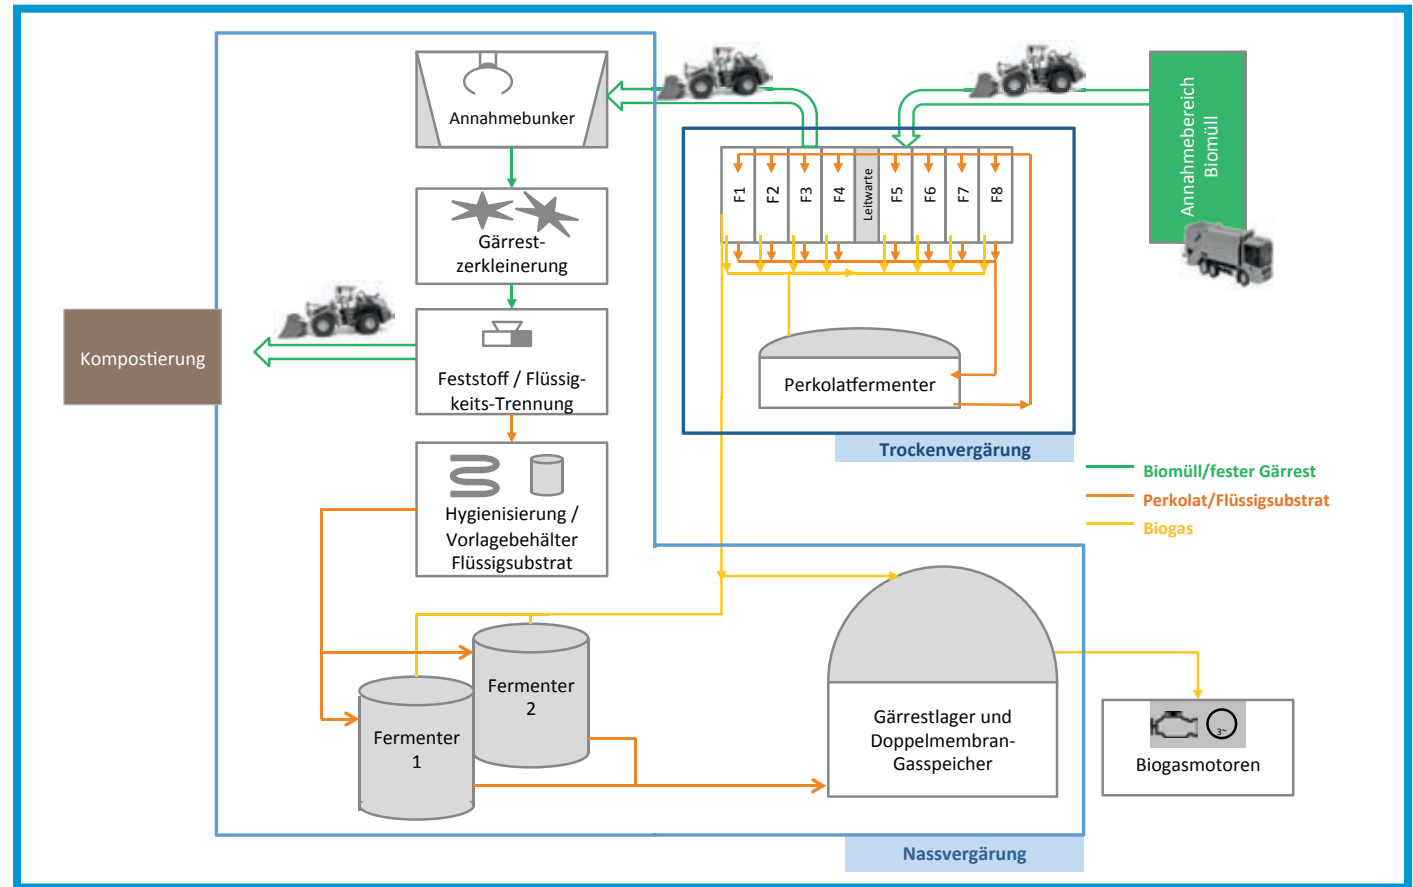 Annahmebunker
Annahmebereich
Biomüll
F1
F2
F3
F4
Leitwarte
F5
F6
F7
F8
Gärrest-
zerkleinerung
Kompostierung
Feststoff / Flüssig-
keits-Trennung
Perkolatfermenter
Trockenvergärung
Biomüll/fester Gärrest
Perkolat/Flüssigsubstrat
Biogas
Hygienisierung /
Vorlagebehälter
Flüssigsubstrat
Fermenter
2
Fermenter
1
Gärrestlager und
Doppelmembran-
Gasspeicher
3~
Biogasmotoren
Nassvergärung